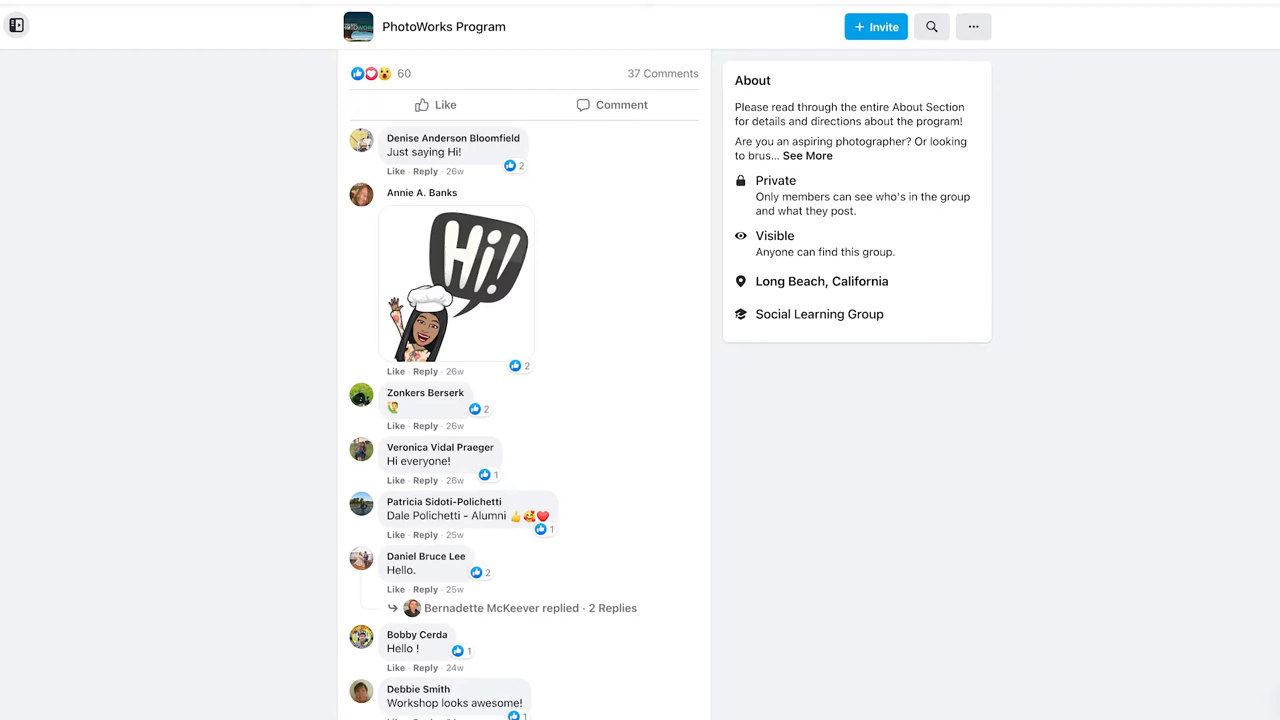 PhotoWorks Program
+ Invite
60
37 Comments
Like
Comment
Denise Anderson Bloomfield
Just saying Hi!
2
Like · Reply · 26w
Annie A. Banks
Hi!
2
Like · Reply · 26w
Zonkers Berserk
🙋
2
Like · Reply · 26w
Veronica Vidal Praeger
Hi everyone!
1
Like · Reply · 26w
Patricia Sidoti-Polichetti
Dale Polichetti - Alumni 👍🥰❤️
1
Like · Reply · 25w
Daniel Bruce Lee
Hello.
2
Like · Reply · 25w
Bernadette McKeever replied · 2 Replies
Bobby Cerda
Hello !
1
Like · Reply · 24w
Debbie Smith
Workshop looks awesome!
1
About
Please read through the entire About Section
for details and directions about the program!
Are you an aspiring photographer? Or looking
to brus... See More
Private
Only members can see who's in the group
and what they post.
Visible
Anyone can find this group.
Long Beach, California
Social Learning Group